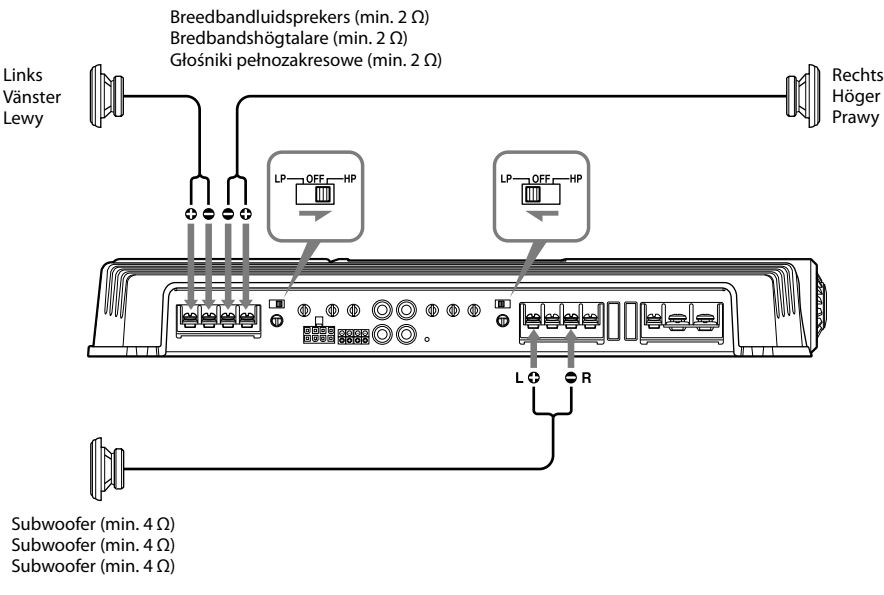 Breedbandluidsprekers (min. 2 Ω)
Bredbandshögtalare (min. 2 Ω)
Głośniki pełnozakresowe (min. 2 Ω)
Links
Vänster
Lewy
Rechts
Höger
Prawy
LP OFF HP
LP OFF HP
L R
Subwoofer (min. 4 Ω)
Subwoofer (min. 4 Ω)
Subwoofer (min. 4 Ω)